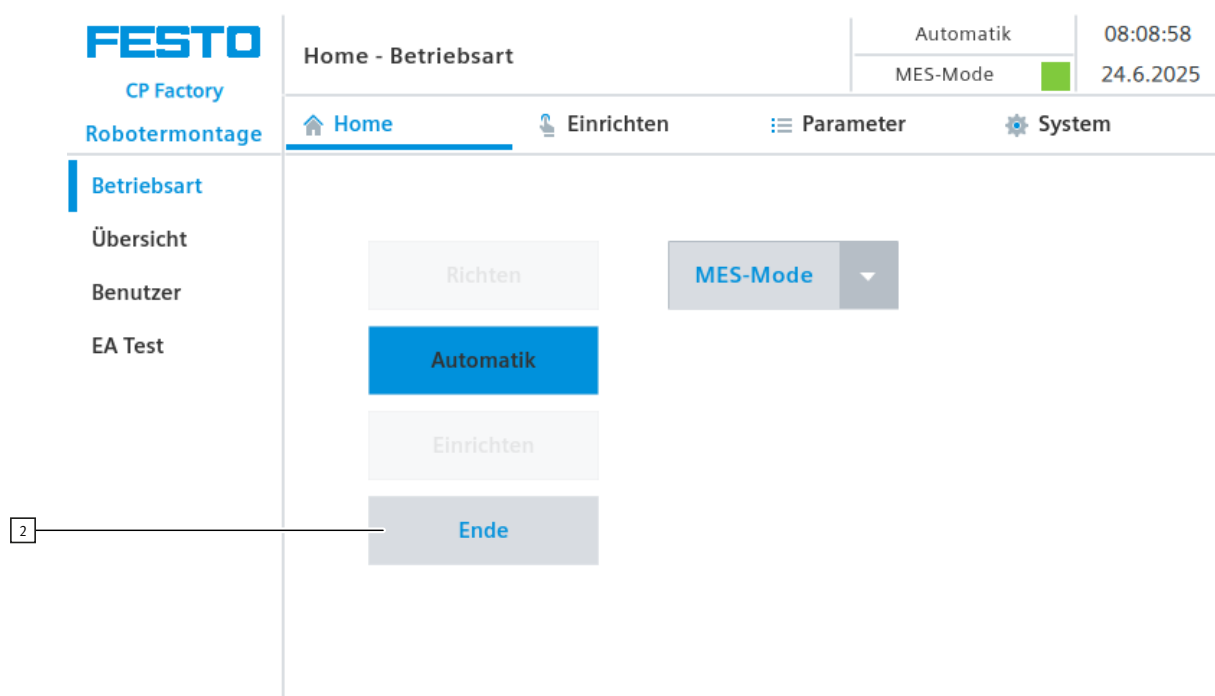 FESTO
CP Factory
Robotermontage
Home - Betriebsart
Automatik
MES-Mode
08:08:58
24.6.2025
Home Einrichten Parameter System
Betriebsart
Übersicht
Benutzer
EA Test
Richten
MES-Mode
Automatik
Einrichten
Ende
2